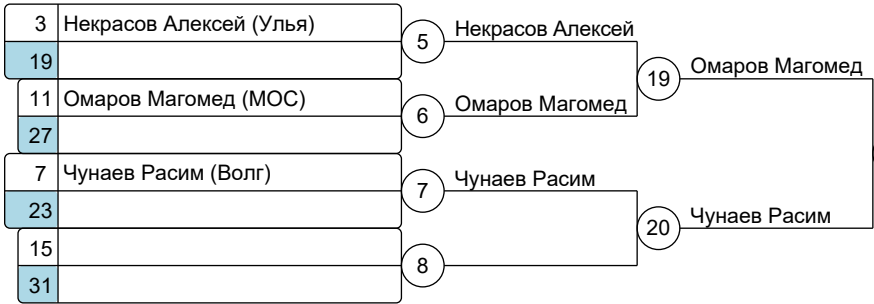 3 Некрасов Алексей (Улья)
19
11 Омаров Магомед (МОС)
27
7 Чунаев Расим (Волг)
23
15
31
5 Некрасов Алексей
6 Омаров Магомед
7 Чунаев Расим
8
19 Омаров Магомед
20 Чунаев Расим